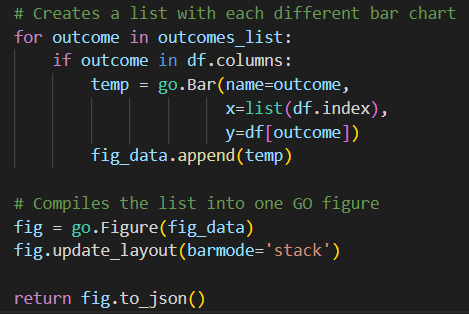 # Creates a list with each different bar chart
for outcome in outcomes_list:
    if outcome in df.columns:
        temp = go.Bar(name=outcome,
                      x=list(df.index),
                      y=df[outcome])
        fig_data.append(temp)

# Compiles the list into one GO figure
fig = go.Figure(fig_data)
fig.update_layout(barmode='stack')

return fig.to_json()